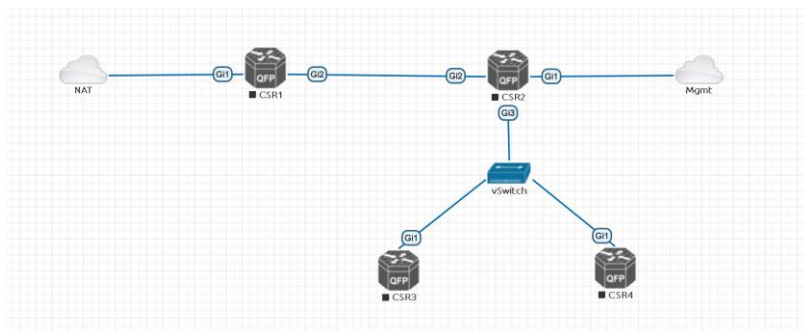 Gi1
QFP
Gi2
Gi2
QFP
Gi1
NAT
CSR1
CSR2
Mgmt
Gi3
vSwitch
Gi1
Gi1
QFP
QFP
CSR3
CSR4